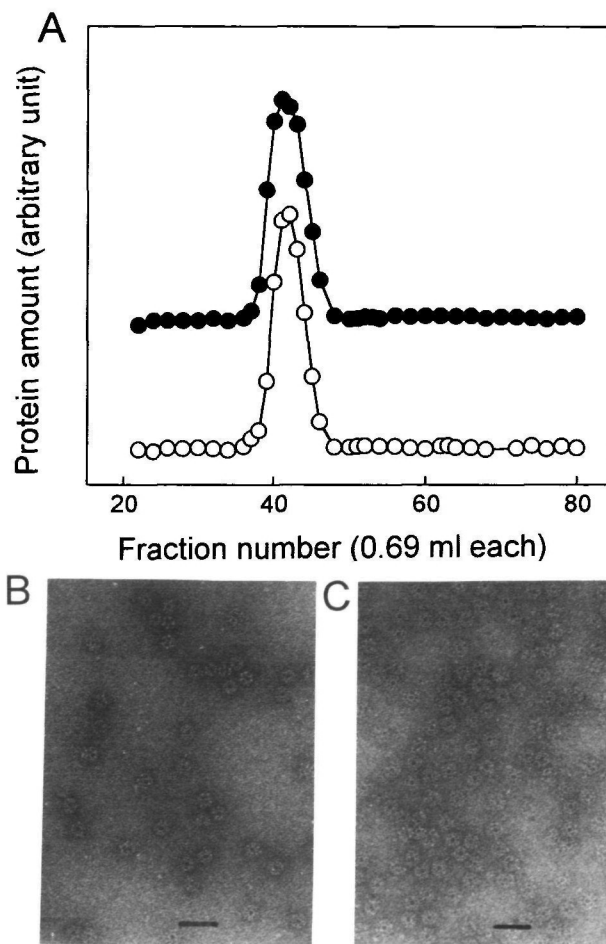 A
Protein amount (arbitrary unit)
20 40 60 80
Fraction number (0.69 ml each)
B
C